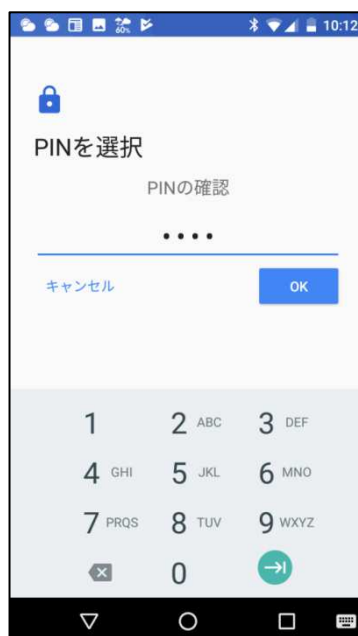 60%
10:12
PINを選択
PINの確認
••••
キャンセル
OK
1
2 ABC
3 DEF
4 GHI
5 JKL
6 MNO
7 PRQS
8 TUV
9 WXYZ
0